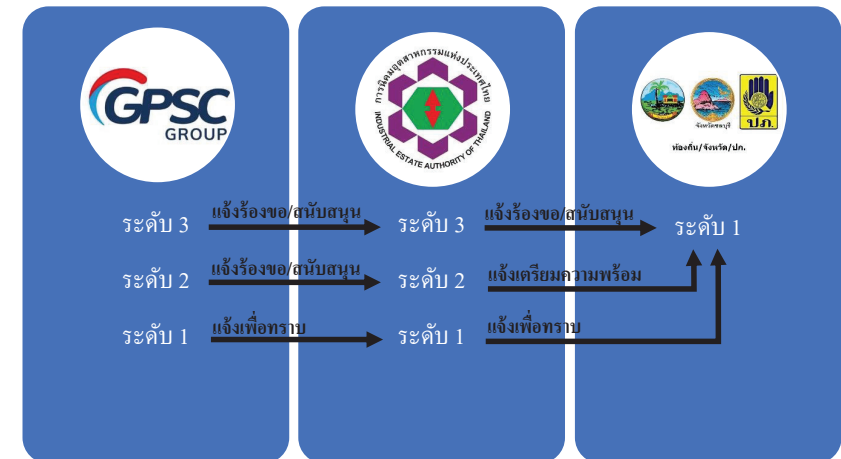 GPSC
GROUP
การนิคมอุตสาหกรรมแห่งประเทศไทย
INDUSTRIAL ESTATE AUTHORITY OF THAILAND
จังหวัดชลบุรี
ปภ.
ท้องถิ่น/จังหวัด/ปภ.
ระดับ 3 แจ้งร้องขอ/สนับสนุน ระดับ 3 แจ้งร้องขอ/สนับสนุน ระดับ 1
ระดับ 2 แจ้งร้องขอ/สนับสนุน ระดับ 2 แจ้งเตรียมความพร้อม
ระดับ 1 แจ้งเพื่อทราบ ระดับ 1 แจ้งเพื่อทราบ